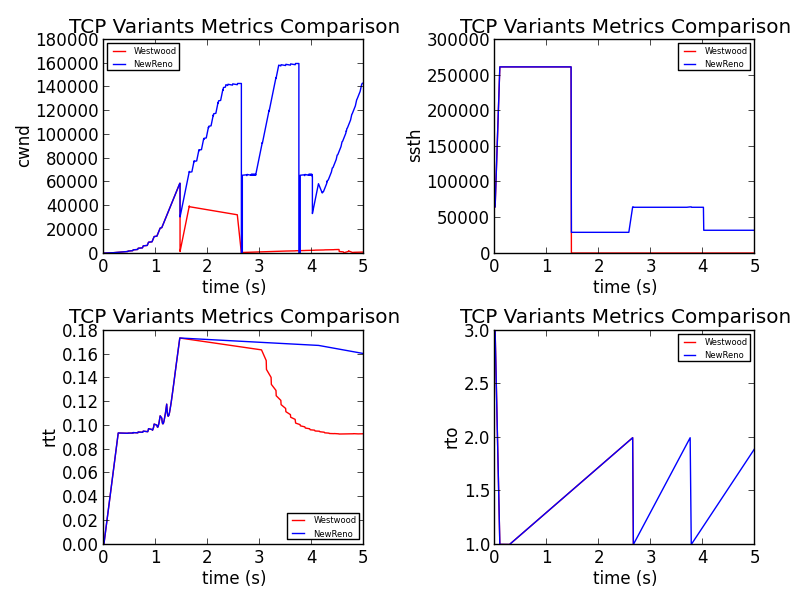 TCP Variants Metrics Comparison
180000
160000
140000
120000
100000
80000
60000
40000
20000
0
cwnd
Westwood
NewReno
0 1 2 3 4 5
time (s)
TCP Variants Metrics Comparison
300000
250000
200000
150000
100000
50000
0
ssth
Westwood
NewReno
0 1 2 3 4 5
time (s)
TCP Variants Metrics Comparison
0.18
0.16
0.14
0.12
0.10
0.08
0.06
0.04
0.02
0.00
rtt
Westwood
NewReno
0 1 2 3 4 5
time (s)
TCP Variants Metrics Comparison
3.0
2.5
2.0
1.5
1.0
rto
Westwood
NewReno
0 1 2 3 4 5
time (s)